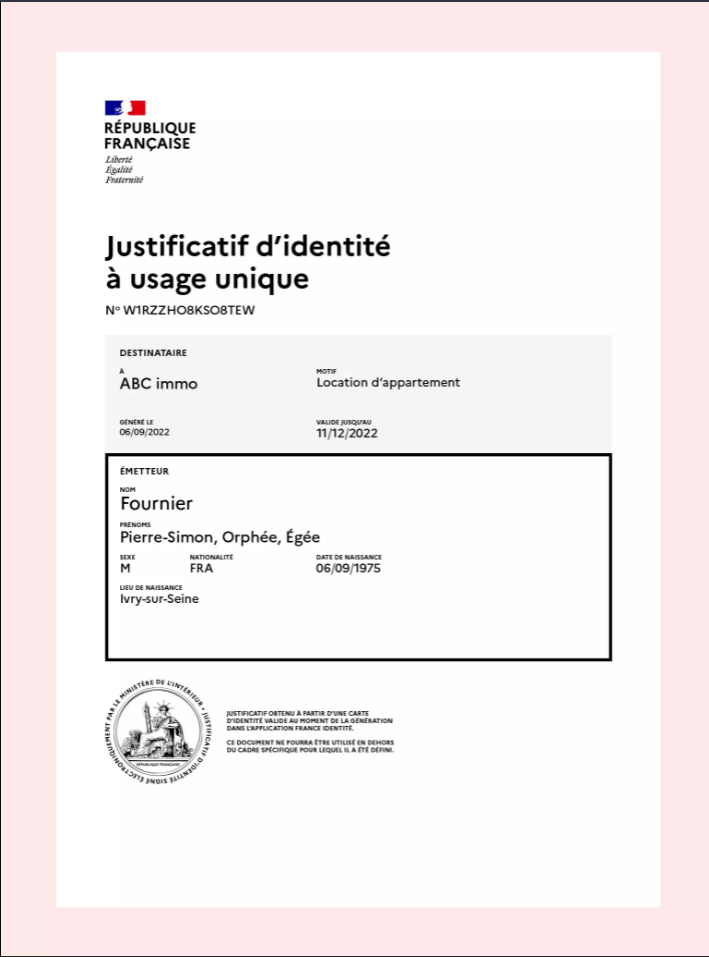 RÉPUBLIQUE
FRANÇAISE
Liberté
Égalité
Fraternité
Justificatif d'identité
à usage unique
Nº W1RZZHO8KSO8TEW
DESTINATAIRE
À MOTIF
ABC immo Location d'appartement
GÉNÉRÉ LE VALIDE JUSQU'AU
06/09/2022 11/12/2022
ÉMETTEUR
NOM
Fournier
PRÉNOMS
Pierre-Simon, Orphée, Égée
SEXE NATIONALITÉ DATE DE NAISSANCE
M FRA 06/09/1975
LIEU DE NAISSANCE
Ivry-sur-Seine
JUSTIFICATIF D'IDENTITÉ SIGNÉ ÉLECTRONIQUEMENT PAR LE MINISTÈRE DE L'INTÉRIEUR •
RÉPUBLIQUE FRANÇAISE
JUSTIFICATIF OBTENU À PARTIR D'UNE CARTE
D'IDENTITÉ VALIDE AU MOMENT DE LA GÉNÉRATION
DANS L'APPLICATION FRANCE IDENTITÉ.
CE DOCUMENT NE POURRA ÊTRE UTILISÉ EN DEHORS
DU CADRE SPÉCIFIQUE POUR LEQUEL IL A ÉTÉ DÉFINI.